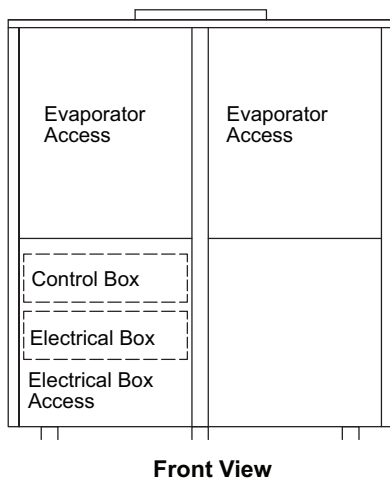 Evaporator
Access
Evaporator
Access
Control Box
Electrical Box
Electrical Box
Access
Front View